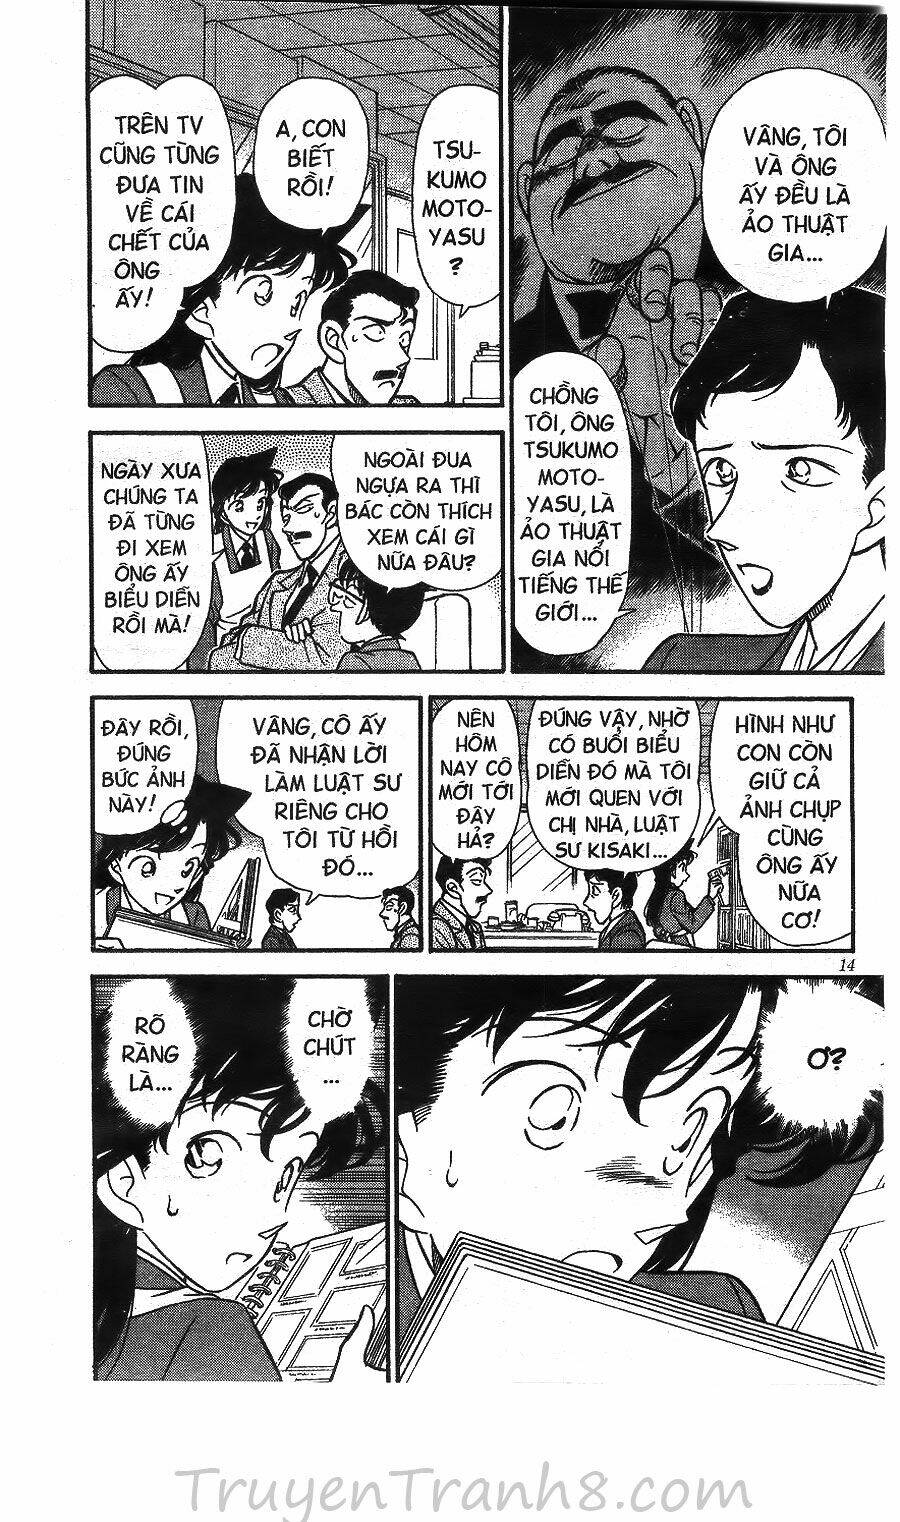 VÂNG, TÔI
VÀ ÔNG
ẤY ĐỀU LÀ
ẢO THUẬT
GIA...
CHỒNG
TÔI, ÔNG
TSUKUMO
MOTO-
YASU, LÀ
ẢO THUẬT
GIA NỔI
TIẾNG THẾ
GIỚI...
TSU-
KUMO
MOTO-
YASU
?
A, CON
BIẾT
RỒI!
TRÊN TV
CŨNG TỪNG
ĐƯA TIN
VỀ CÁI
CHẾT CỦA
ÔNG
ẤY!
NGOÀI ĐUA
NGỰA RA THÌ
BÁC CÒN THÍCH
XEM CÁI GÌ
NỮA ĐÂU?
NGÀY XƯA
CHÚNG TA
ĐÃ TỪNG
ĐI XEM
ÔNG ẤY
BIỂU DIỄN
RỒI MÀ!
HÌNH NHƯ
CON CÒN
GIỮ CẢ
ẢNH CHỤP
CÙNG
ÔNG ẤY
NỮA
CƠ!
ĐÚNG VẬY, NHỜ
CÓ BUỔI BIỂU
DIỄN ĐÓ MÀ TÔI
MỚI QUEN VỚI
CHỊ NHÀ, LUẬT
SƯ KISAKI...
NÊN
HÔM
NAY CÔ
MỚI TỚI
ĐÂY
HẢ?
VÂNG, CÔ ẤY
ĐÃ NHẬN LỜI
LÀM LUẬT SƯ
RIÊNG CHO
TÔI TỪ HỒI
ĐÓ...
ĐÂY RỒI,
ĐÚNG
BỨC ẢNH
NÀY!
14
Ơ?
CHỜ
CHÚT
...
RÕ
RÀNG
LÀ...
TruyenTranh8.com